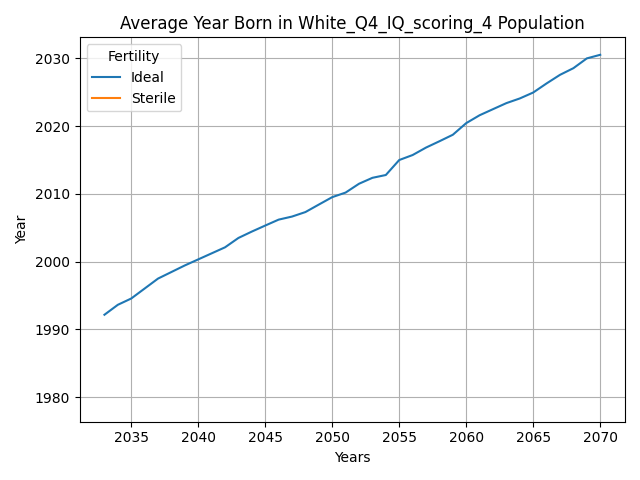 Average Year Born in White_Q4_IQ_scoring_4 Population
Fertility
Ideal
Sterile
Year
2030
2020
2010
2000
1990
1980
2035 2040 2045 2050 2055 2060 2065 2070
Years